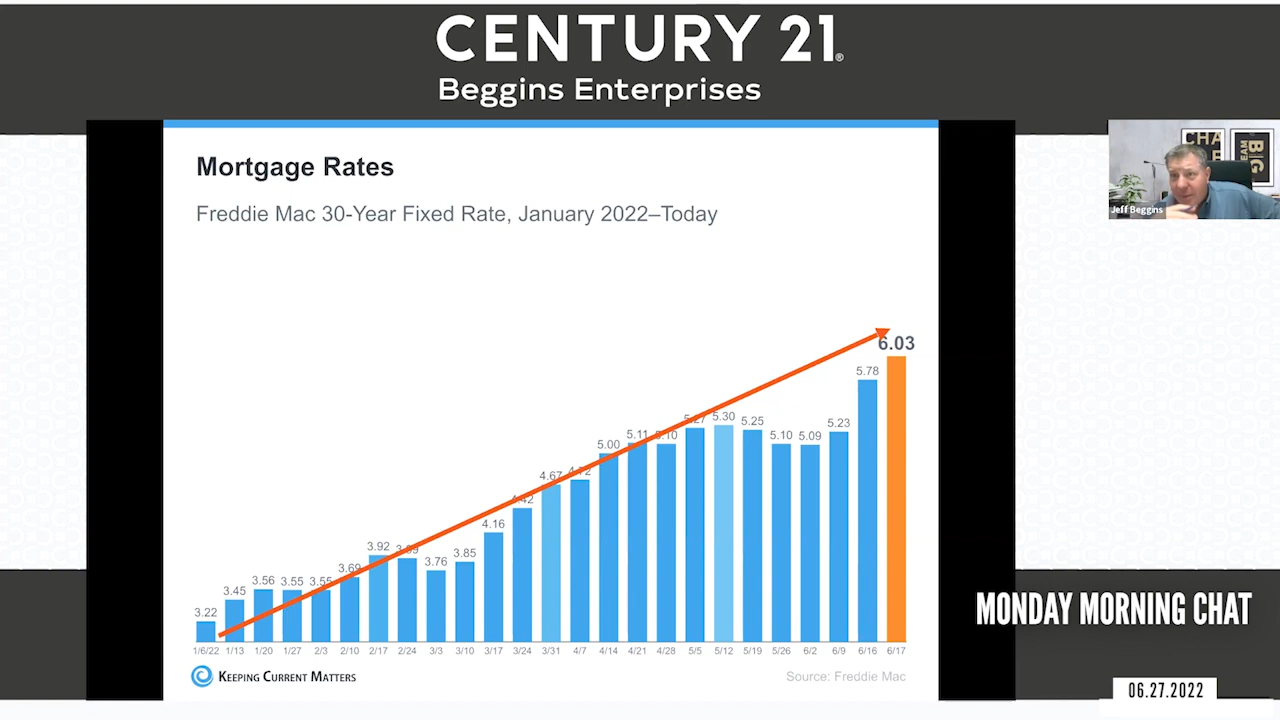 CENTURY 21®
Beggins Enterprises
Mortgage Rates
Freddie Mac 30-Year Fixed Rate, January 2022–Today
6.03
5.78
5.30
5.25
5.23
5.11
5.10
5.10 5.09
5.00
4.67
4.16
3.92
3.85
3.76
3.69
3.56
3.55
3.55
3.45
3.22
1/6/22 1/13 1/20 1/27 2/3 2/10 2/17 2/24 3/3 3/10 3/17 3/24 3/31 4/7 4/14 4/21 4/28 5/5 5/12 5/19 5/26 6/2 6/9 6/16 6/17
KEEPING CURRENT MATTERS
Source: Freddie Mac
Jeff Beggins
MONDAY MORNING CHAT
06.27.2022